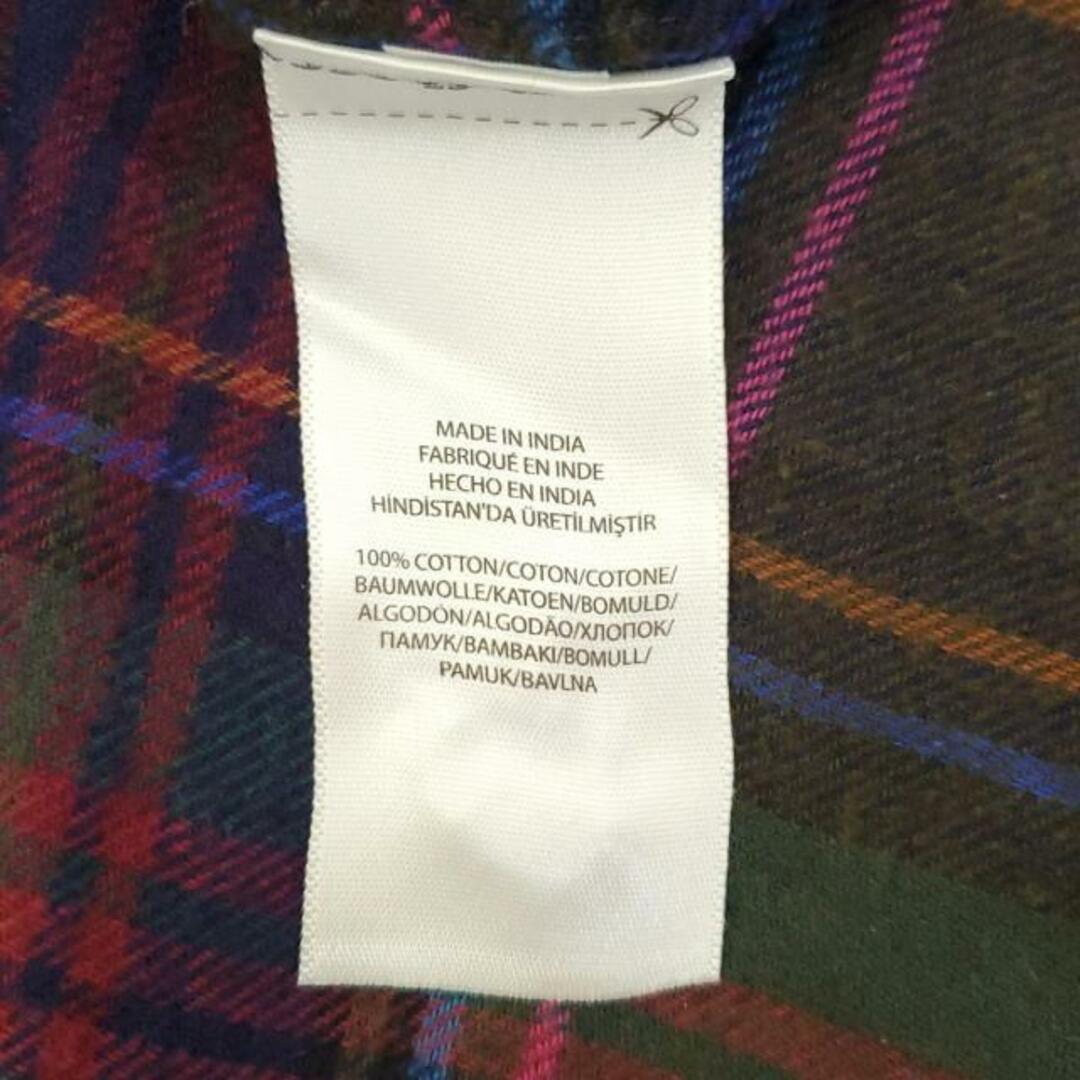 MADE IN INDIA
FABRIQUÉ EN INDE
HECHO EN INDIA
HİNDİSTAN'DA ÜRETİLMİŞTİR
100% COTTON/COTON/COTONE/
BAUMWOLLE/KATOEN/BOMULD/
ALGODÓN/ALGODÃO/ХЛОПОК/
ПАМУК/BAMBAKI/BOMULL/
PAMUK/BAVLNA